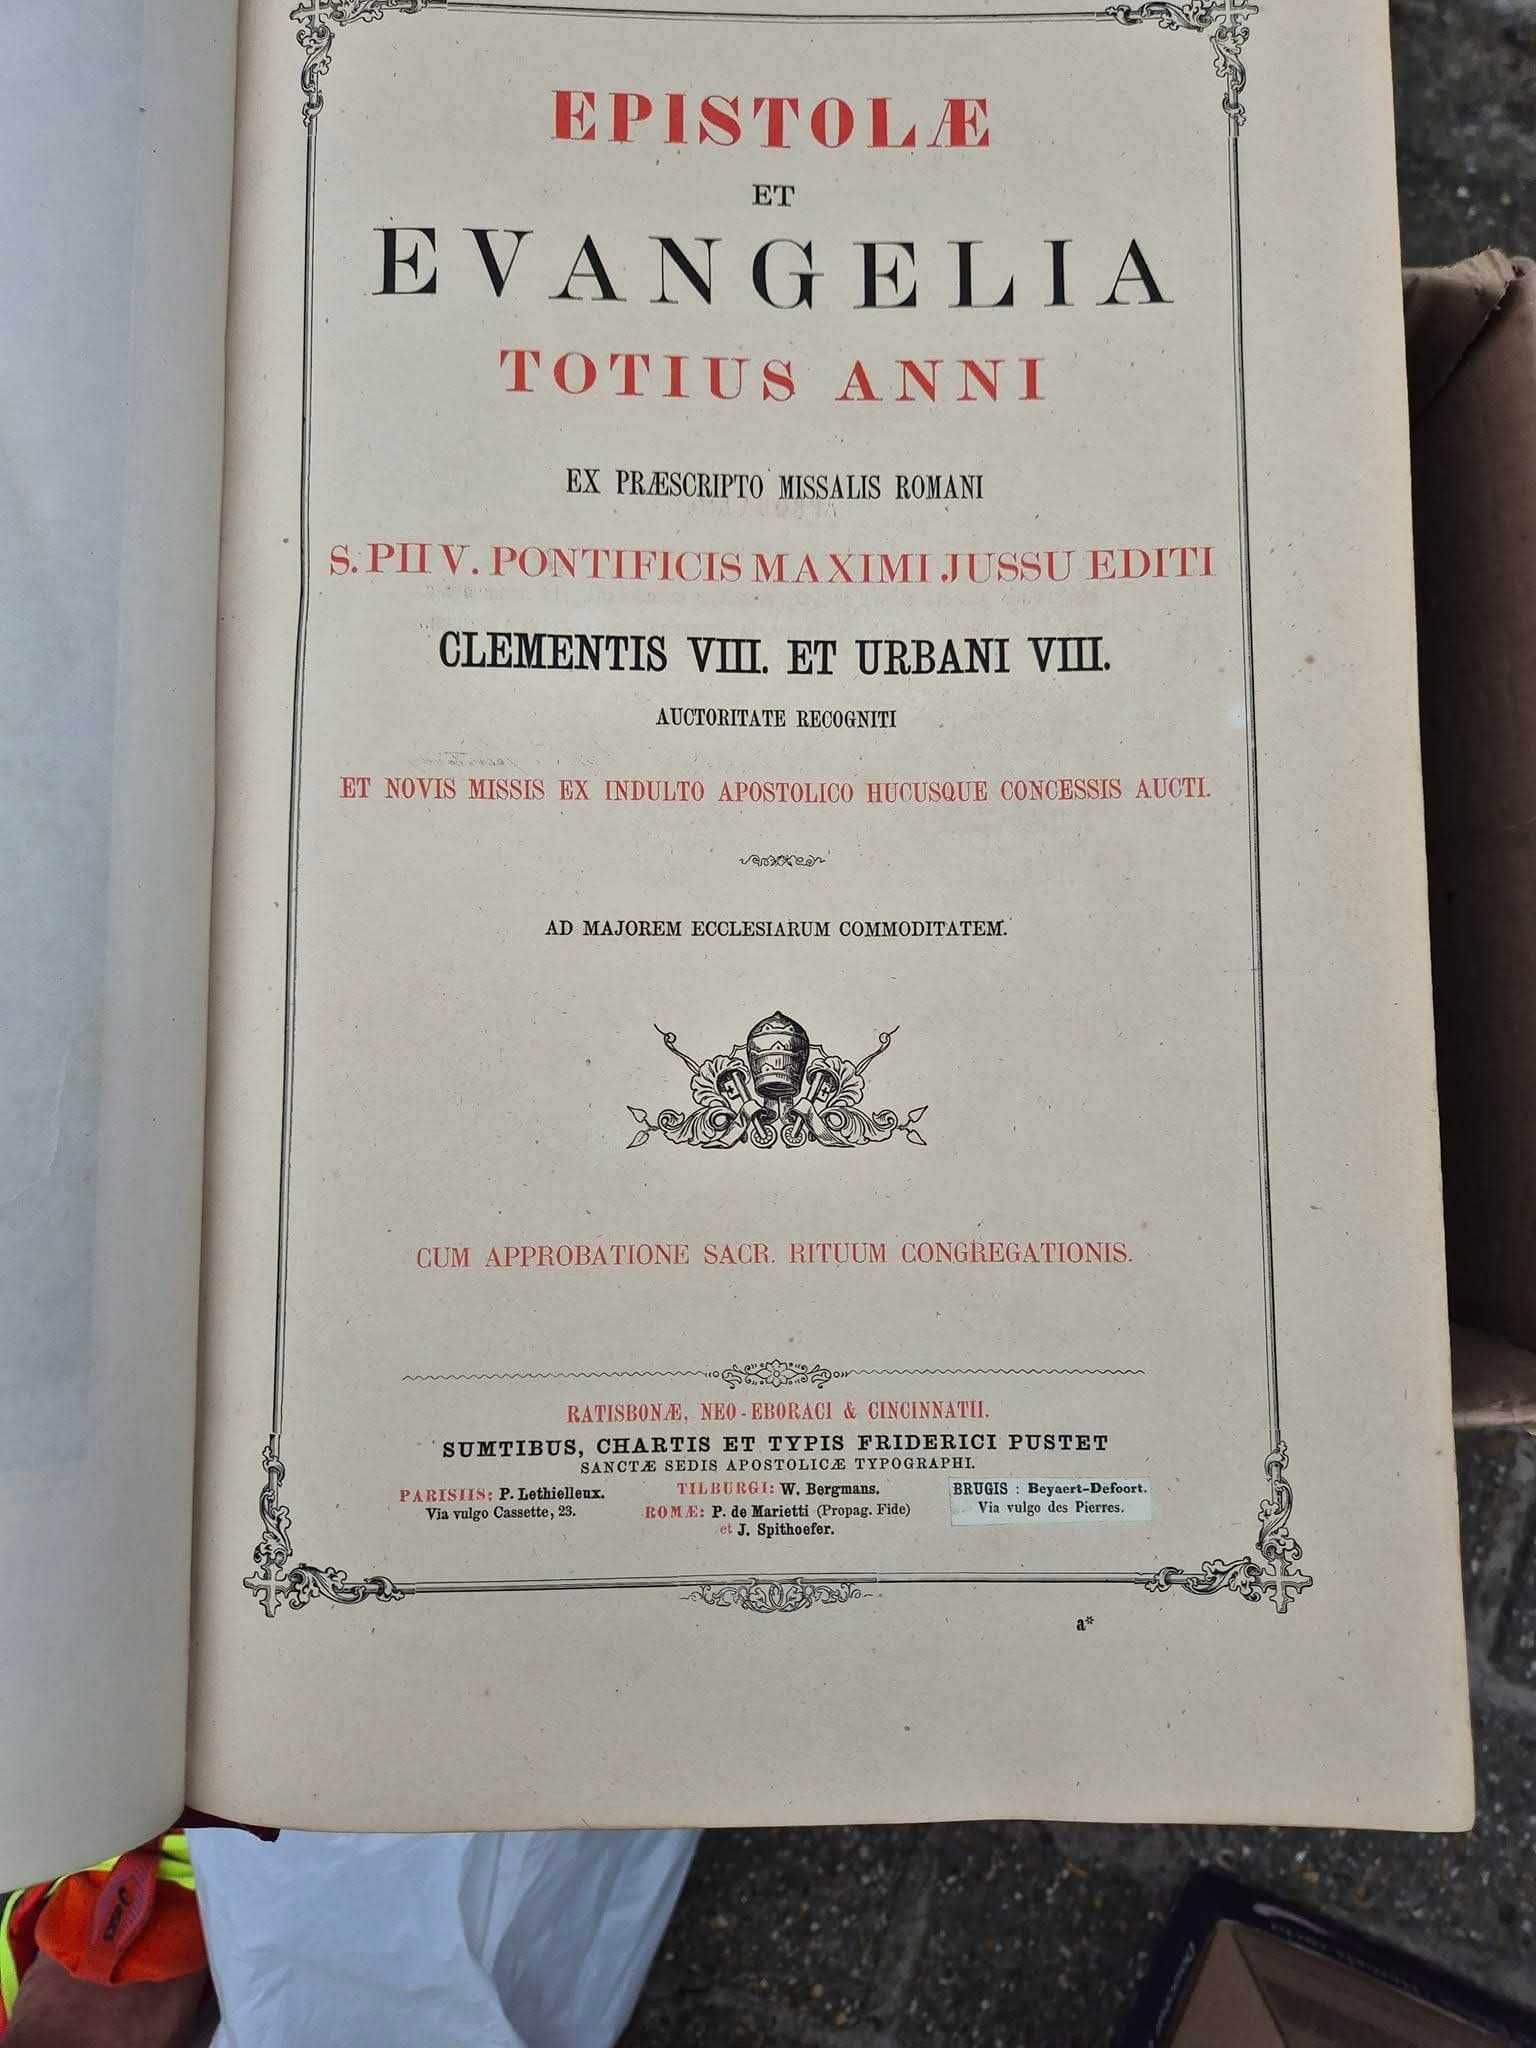 EPISTOLÆ
ET
EVANGELIA
TOTIUS ANNI
EX PRÆSCRIPTO MISSALIS ROMANI
S. PII V. PONTIFICIS MAXIMI JUSSU EDITI
CLEMENTIS VIII. ET URBANI VIII.
AUCTORITATE RECOGNITI
ET NOVIS MISSIS EX INDULTO APOSTOLICO HUCUSQUE CONCESSIS AUCTI.
AD MAJOREM ECCLESIARUM COMMODITATEM.
CUM APPROBATIONE SACR. RITUUM CONGREGATIONIS.
RATISBONÆ, NEO-EBORACI & CINCINNATII.
SUMTIBUS, CHARTIS ET TYPIS FRIDERICI PUSTET
SANCTÆ SEDIS APOSTOLICÆ TYPOGRAPHI.
PARISIIS: P. Lethielleux.
Via vulgo Cassette, 23.
TILBURGI: W. Bergmans.
ROMÆ: P. de Marietti (Propag. Fide)
et J. Spithoefer.
BRUGIS : Beyaert-Defoort.
Via vulgo des Pierres.
a*